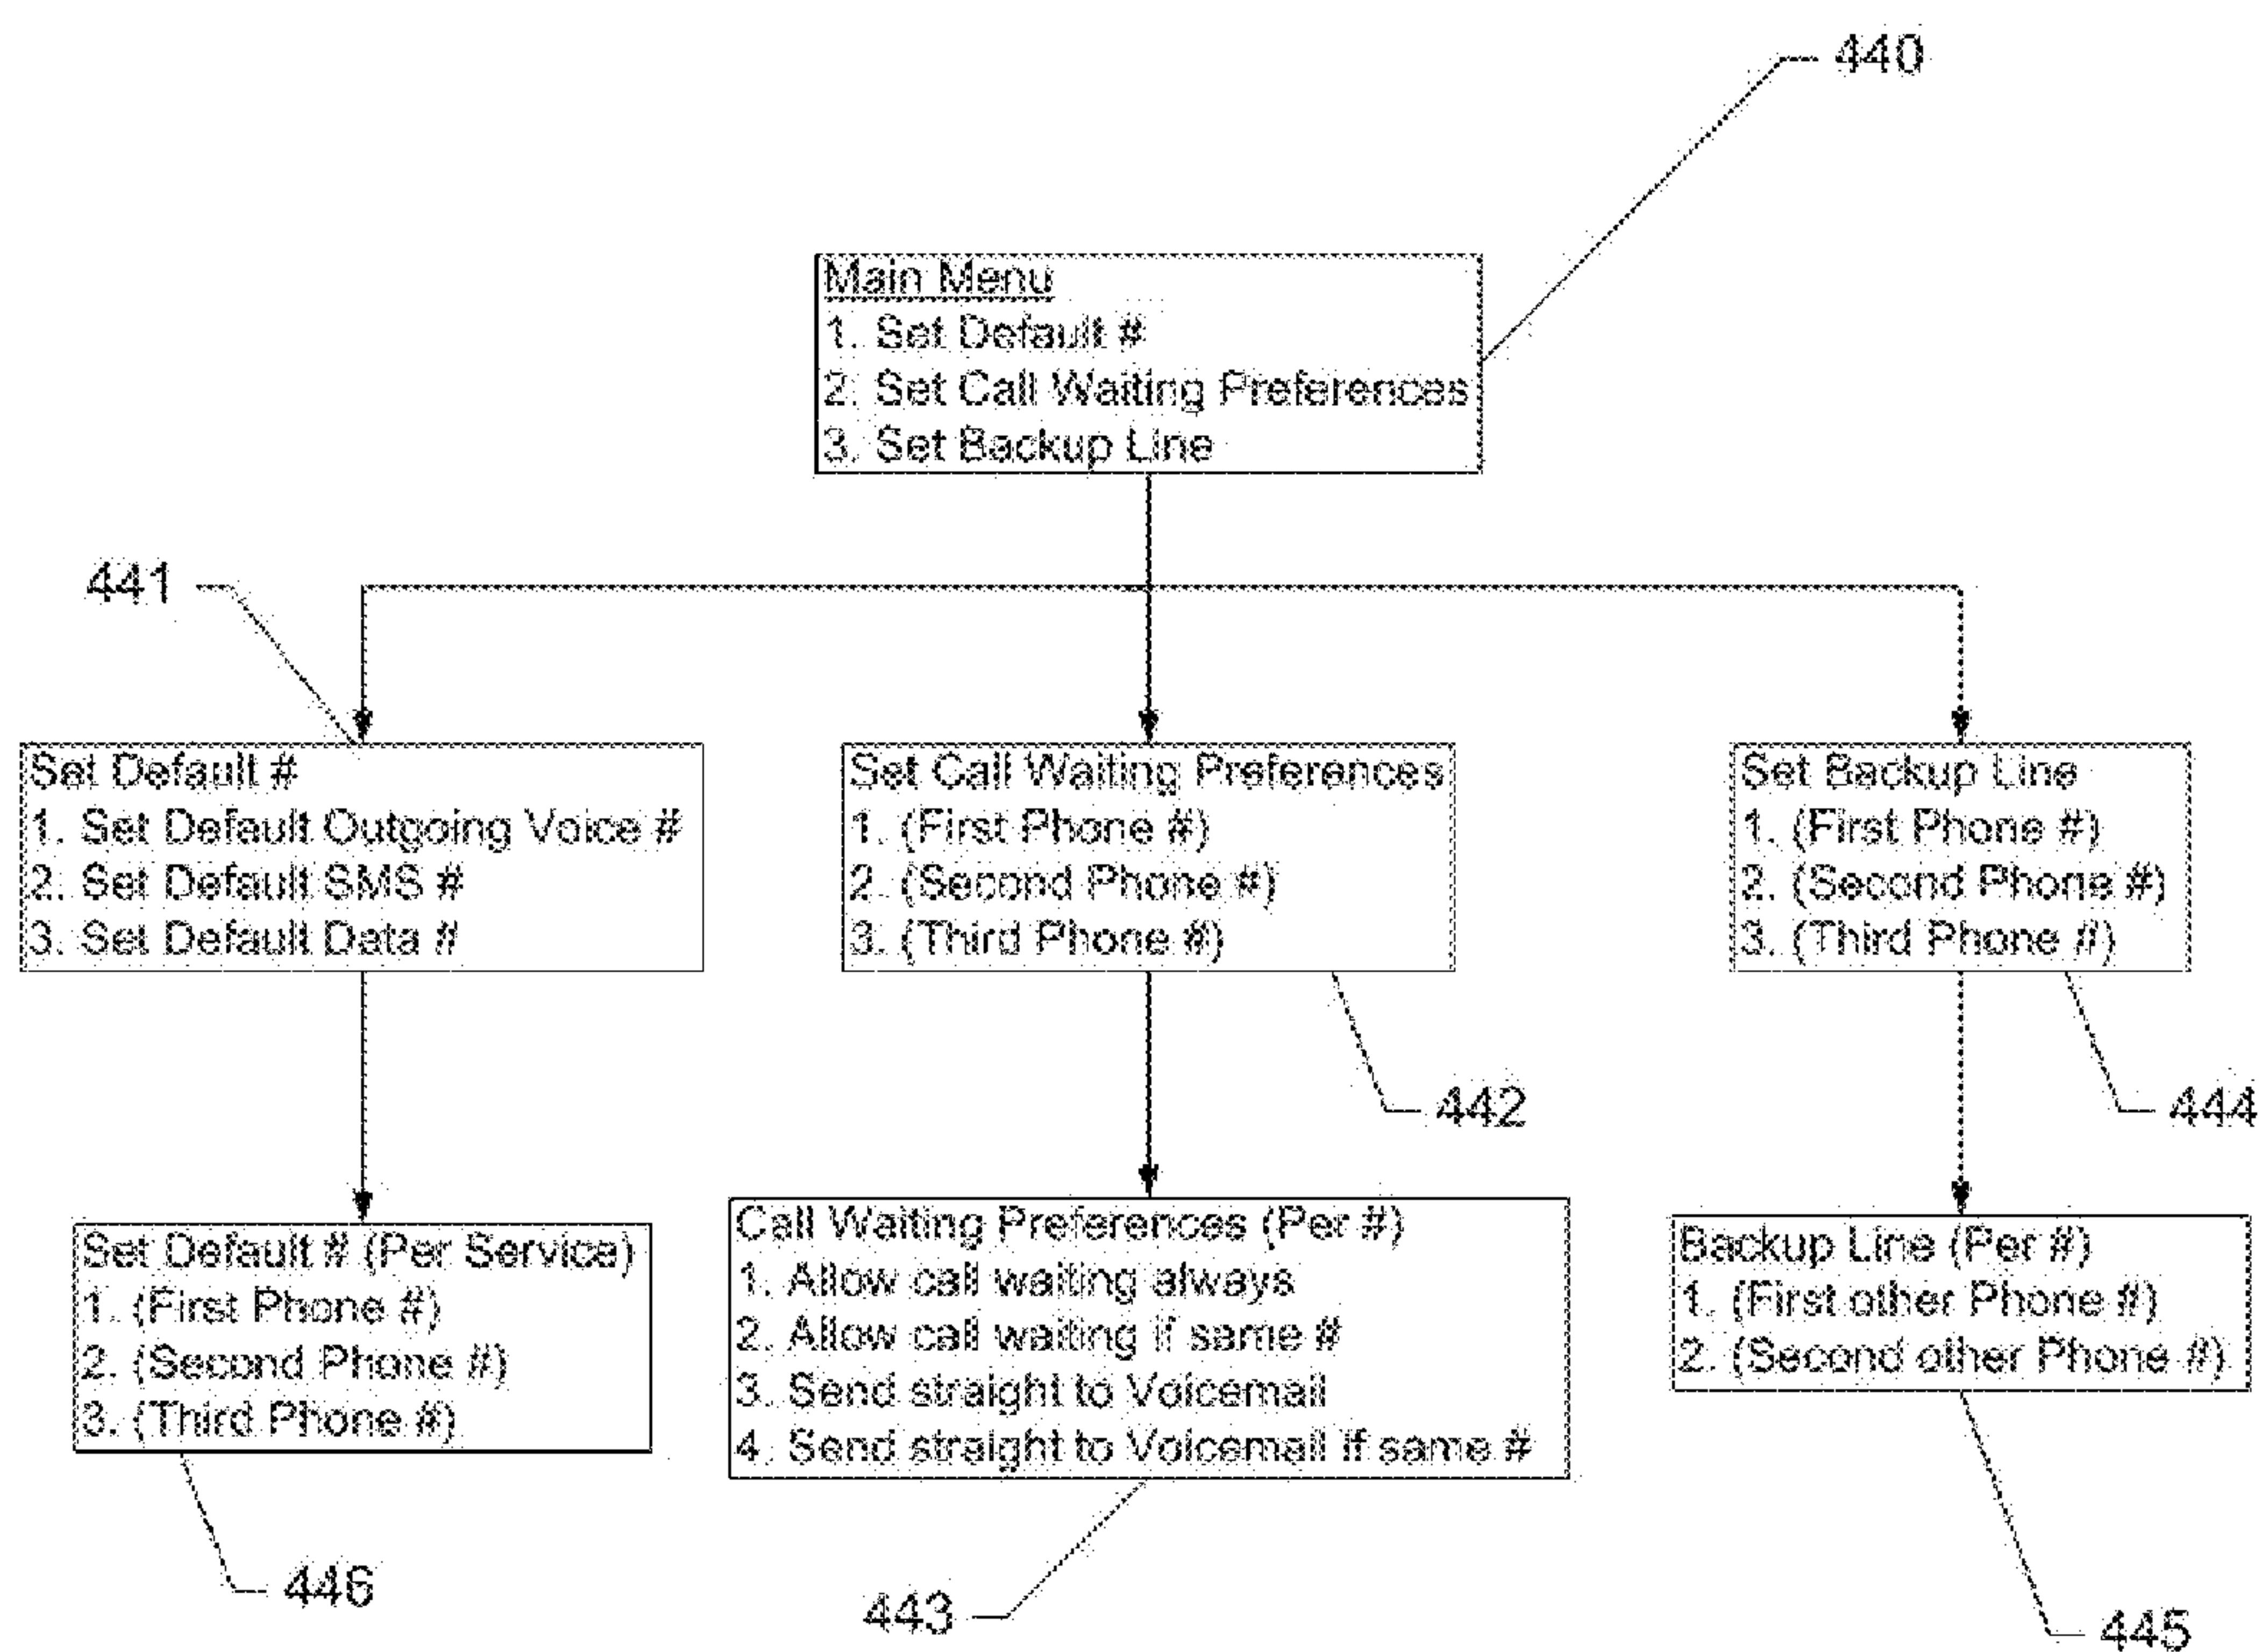 440
Main Menu
1. Set Default #
2. Set Call Waiting Preferences
3. Set Backup Line
441
Set Default #
1. Set Default Outgoing Voice #
2. Set Default SMS #
3. Set Default Data #
Set Call Waiting Preferences
1. (First Phone #)
2. (Second Phone #)
3. (Third Phone #)
Set Backup Line
1. (First Phone #)
2. (Second Phone #)
3. (Third Phone #)
442
444
Set Default # (Per Service)
1. (First Phone #)
2. (Second Phone #)
3. (Third Phone #)
Call Waiting Preferences (Per #)
1. Allow call waiting always
2. Allow call waiting if same #
3. Send straight to Voicemail
4. Send straight to Voicemail if same #
Backup Line (Per #)
1. (First other Phone #)
2. (Second other Phone #)
446
443
445